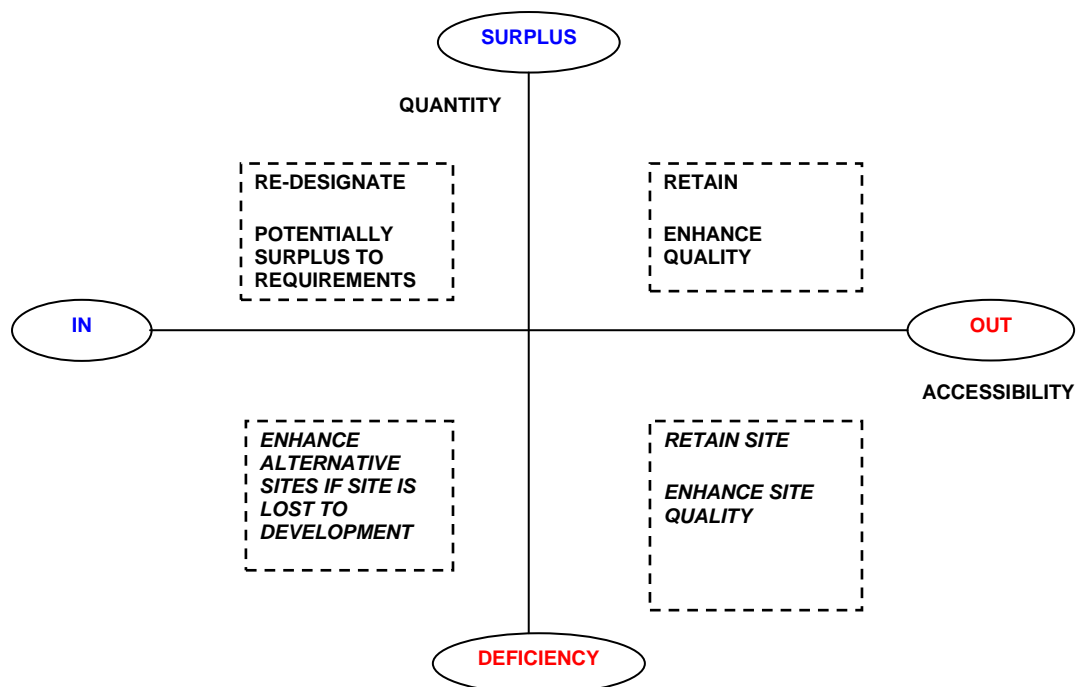 SURPLUS
QUANTITY
RE-DESIGNATE
POTENTIALLY
SURPLUS TO
REQUIREMENTS
RETAIN
ENHANCE
QUALITY
IN
OUT
ACCESSIBILITY
ENHANCE
ALTERNATIVE
SITES IF SITE IS
LOST TO
DEVELOPMENT
RETAIN SITE
ENHANCE SITE
QUALITY
DEFICIENCY